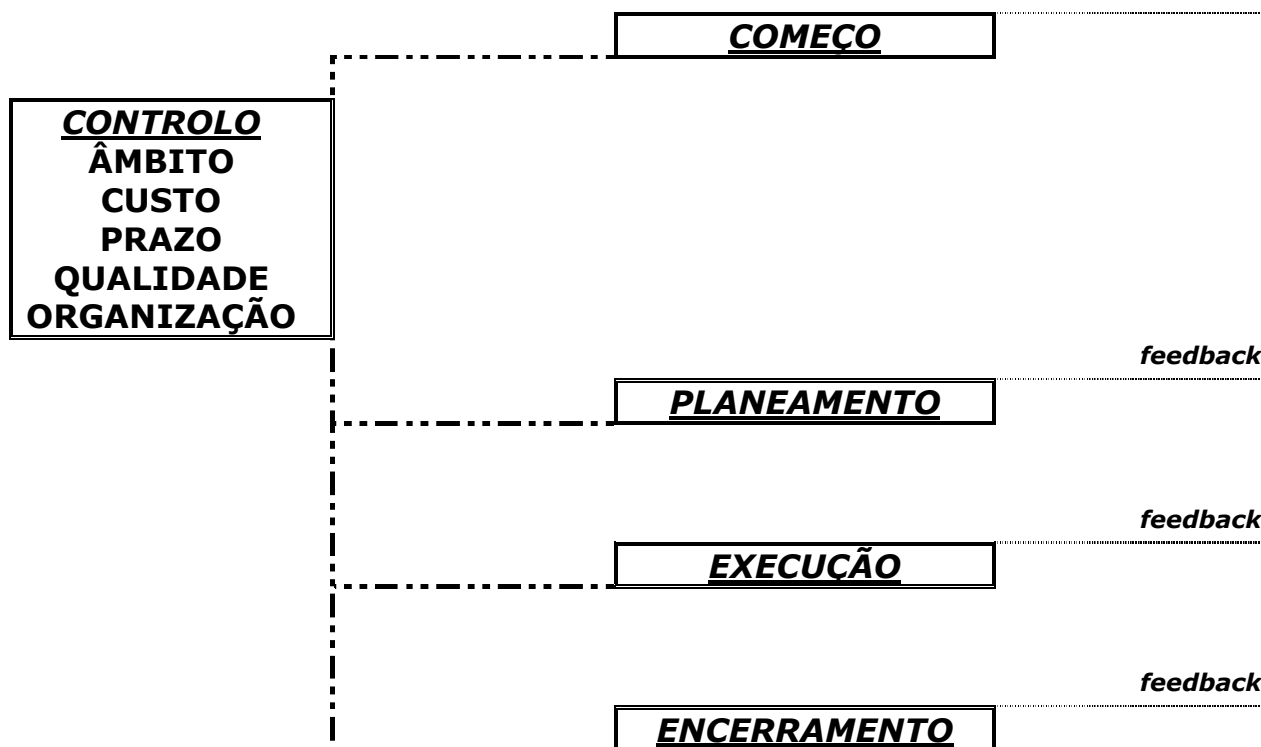 COMEÇO
CONTROLO
ÂMBITO
CUSTO
PRAZO
QUALIDADE
ORGANIZAÇÃO
feedback
PLANEAMENTO
feedback
EXECUÇÃO
feedback
ENCERRAMENTO